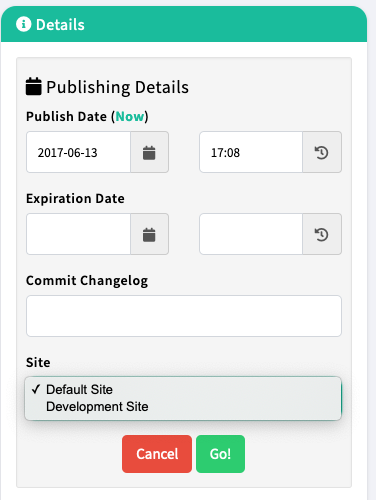 Details
Publishing Details
Publish Date (Now)
2017-06-13 17:08
Expiration Date
Commit Changelog
Site
✓ Default Site
Development Site
Cancel Go!